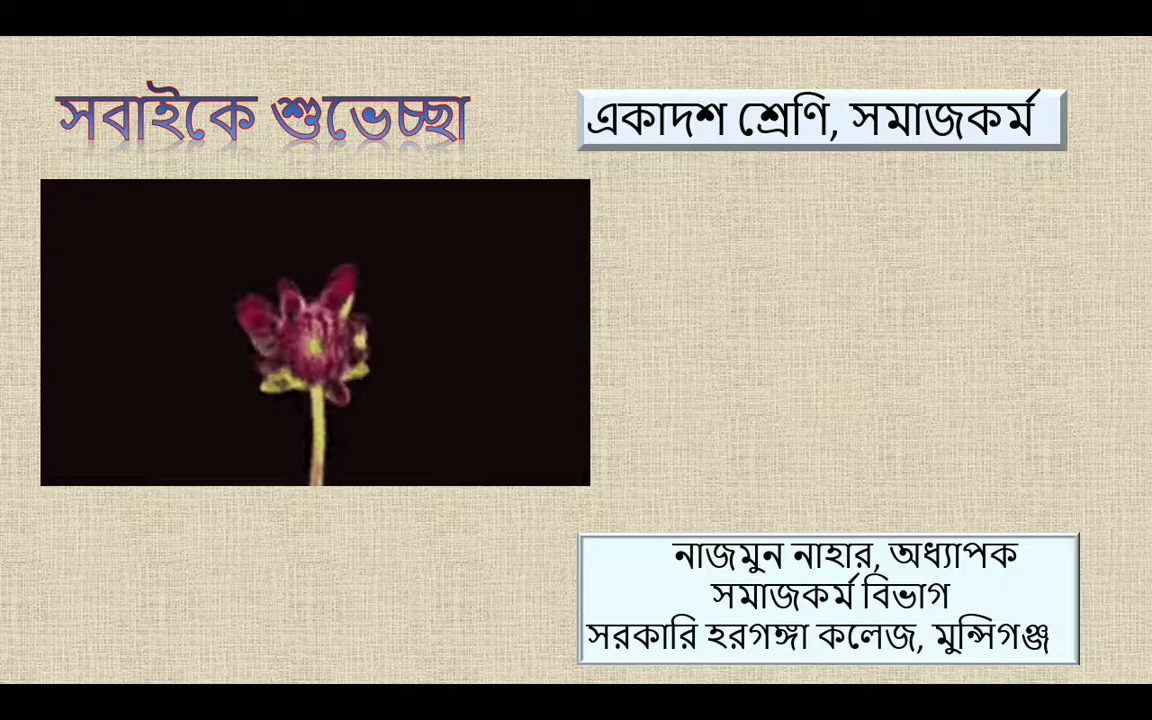 সবাইকে শুভেচ্ছা
একাদশ শ্রেণি, সমাজকর্ম
নাজমুন নাহার, অধ্যাপক
সমাজকর্ম বিভাগ
সরকারি হরগঙ্গা কলেজ, মুন্সিগঞ্জ